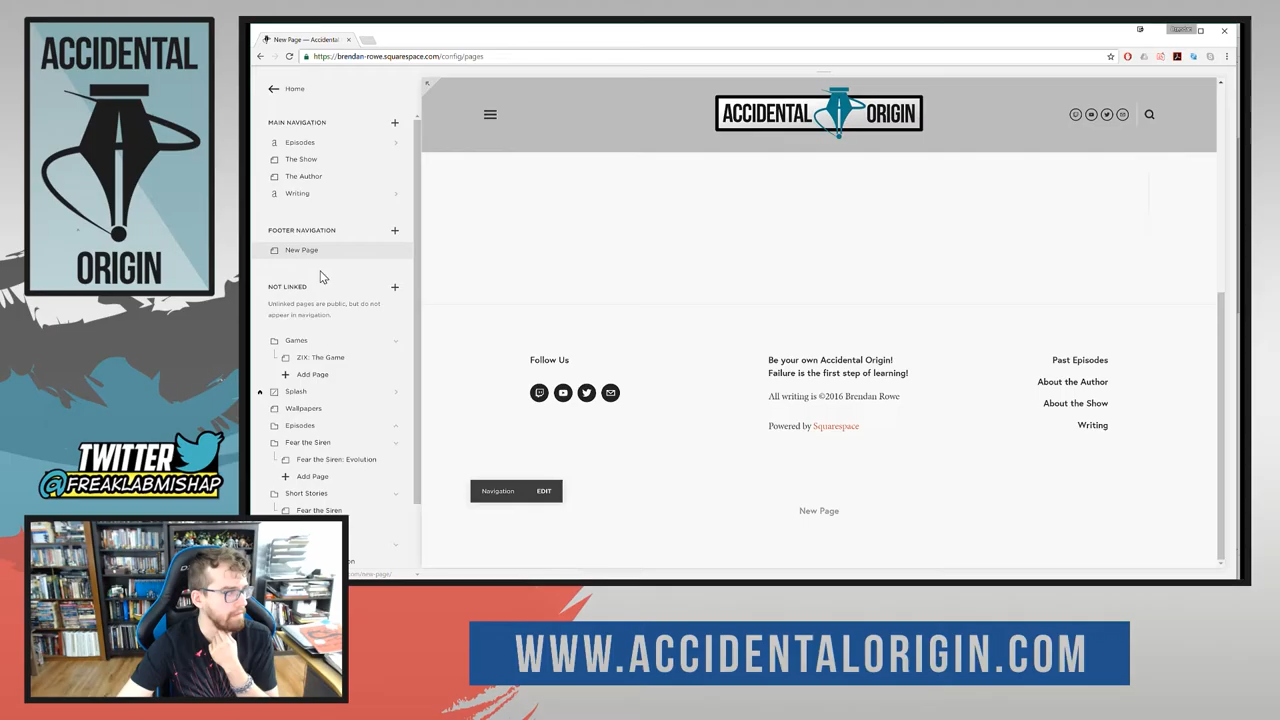 ACCIDENTAL
ORIGIN
TWITTER
@FREAKLABMISHAP
New Page — Accidental
https://brendan-rowe.squarespace.com/config/pages
Home
MAIN NAVIGATION
Episodes
The Show
The Author
Writing
FOOTER NAVIGATION
New Page
NOT LINKED
Unlinked pages are public, but do not
appear in navigation.
Games
ZIX: The Game
Add Page
Splash
Wallpapers
Episodes
Fear the Siren
Fear the Siren: Evolution
Add Page
Short Stories
Fear the Siren
ACCIDENTAL ORIGIN
Follow Us
Be your own Accidental Origin!
Failure is the first step of learning!
All writing is ©2016 Brendan Rowe
Powered by Squarespace
Past Episodes
About the Author
About the Show
Writing
Navigation EDIT
New Page
WWW.ACCIDENTALORIGIN.COM